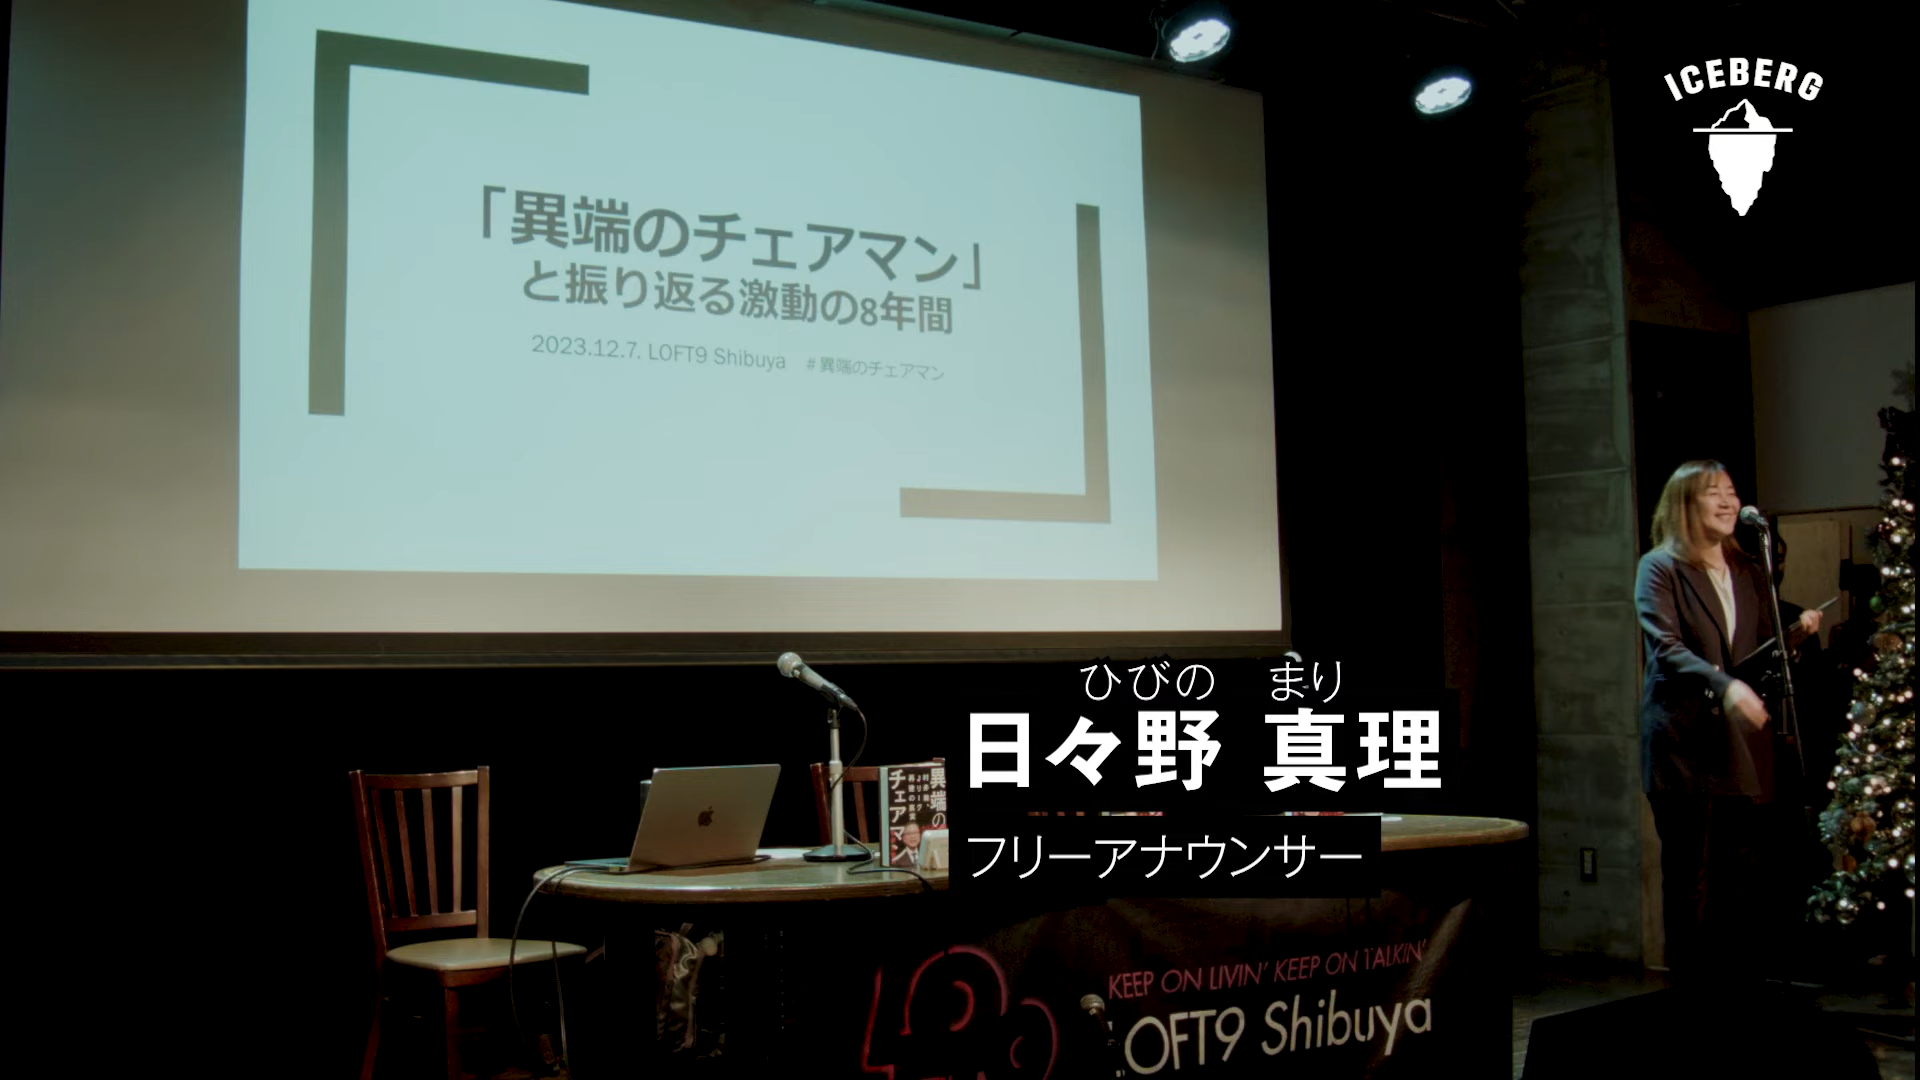 ICEBERG
「異端のチェアマン」
と振り返る激動の8年間
2023.12.7. LOFT9 Shibuya #異端のチェアマン
ひびの まり
日々野 真理
フリーアナウンサー
異端の
チェアマン
KEEP ON LIVIN' KEEP ON TALKIN'
LOFT9 Shibuya